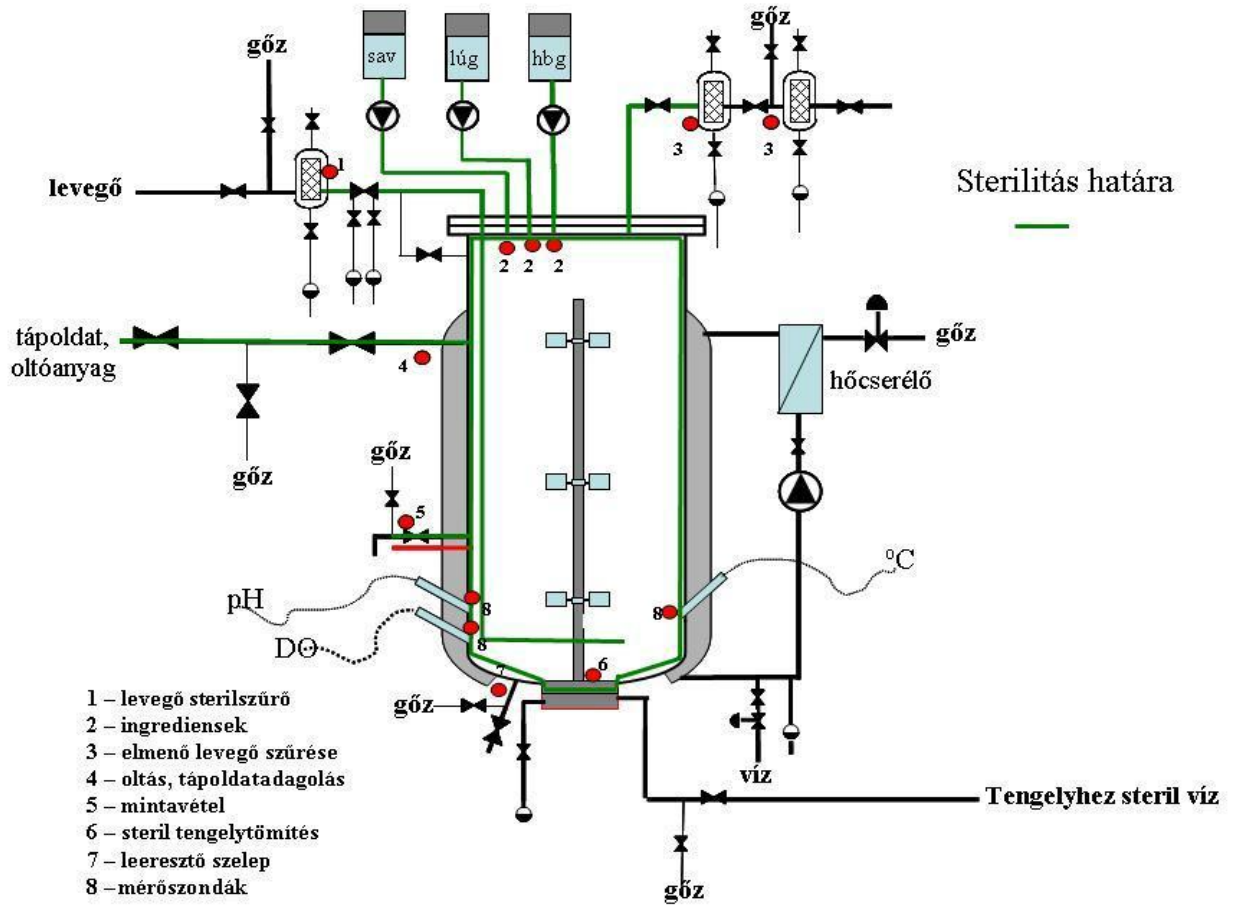 gőz
sav
lúg
hbg
gőz
1
3
3
levegő
Sterilitás határa
2
2
2
tápoldat,
oltóanyag
4
gőz
gőz
hőcserélő
gőz
5
°C
pH
8
8
DO
8
7
6
gőz
víz
Tengelyhez steril víz
gőz
1 – levegő sterilszűrő
2 – ingrediensek
3 – elmenő levegő szűrése
4 – oltás, tápoldatadagolás
5 – mintavétel
6 – steril tengelytömítés
7 – leeresztő szelep
8 – mérőszondák